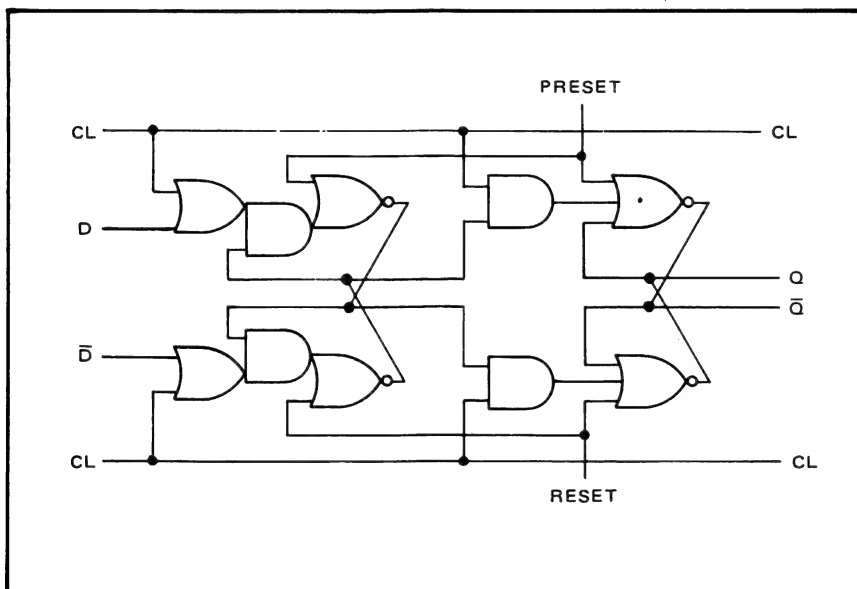 PRESET
CL CL
D
Q
Q̅
D̅
CL CL
RESET